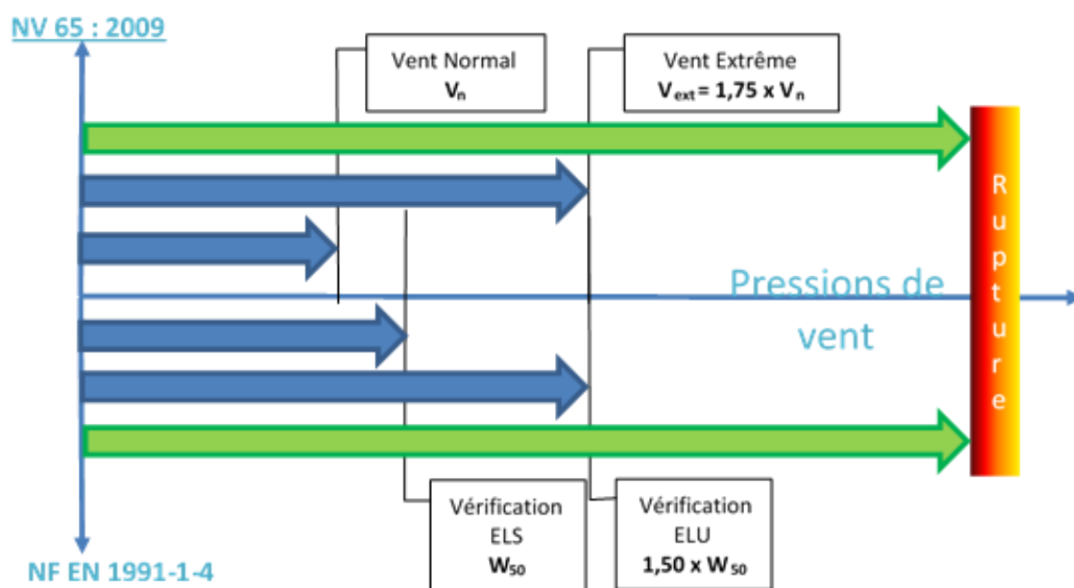 NV 65 : 2009
Vent Normal
Vn
Vent Extrême
Vext= 1,75 x Vn
Rupture
Pressions de
vent
Vérification
ELS
W50
Vérification
ELU
1,50 x W50
NF EN 1991-1-4